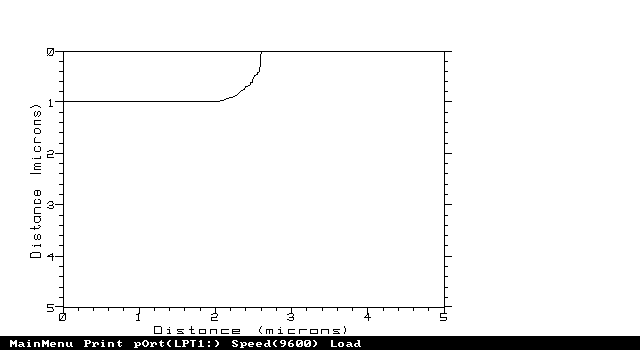 0
1
2
3
4
5
Distance (microns)
0 1 2 3 4 5
Distance (microns)
MainMenu Print pOrt(LPT1:) Speed(9600) Load